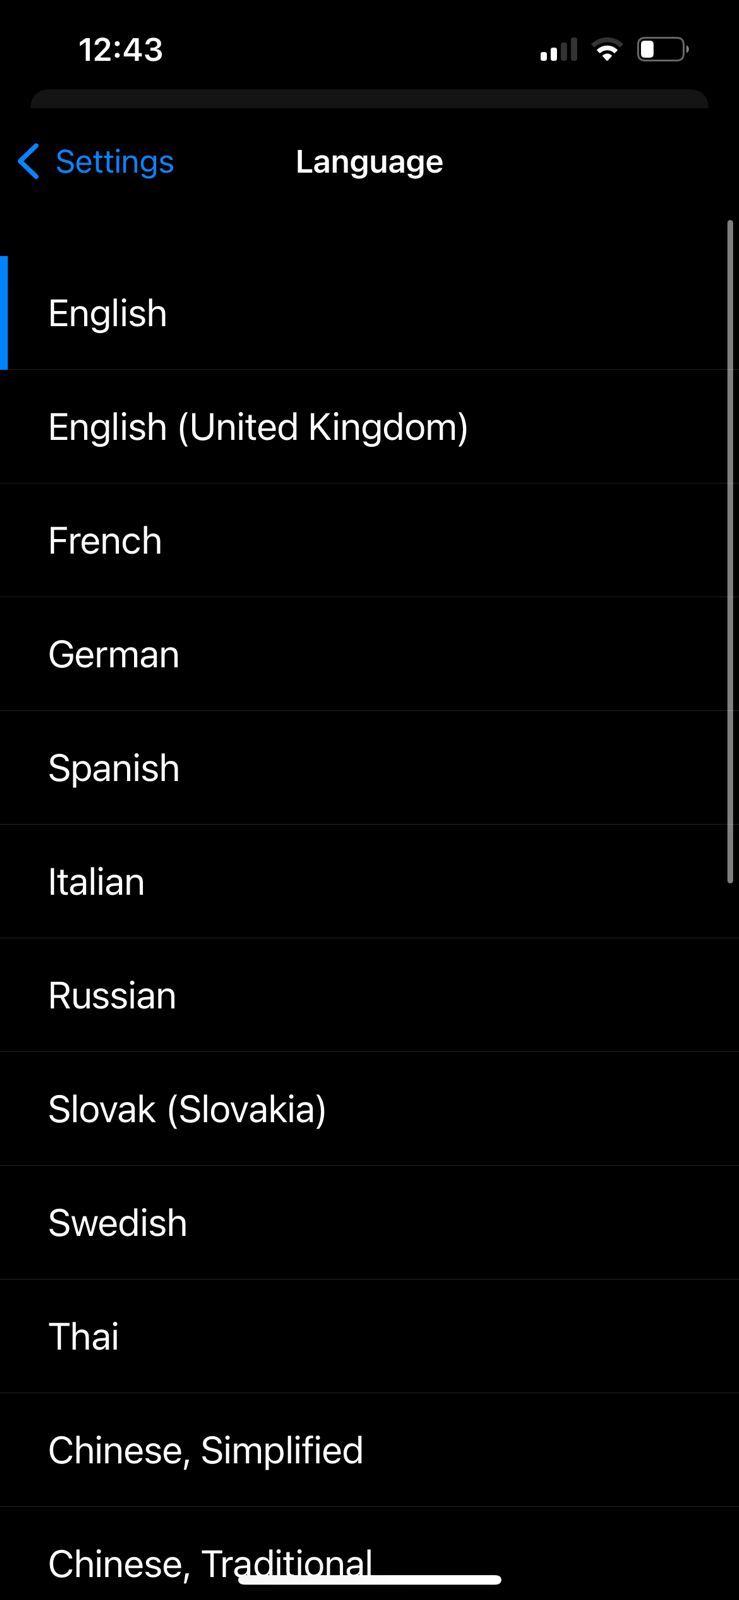 12:43
Settings
Language
English
English (United Kingdom)
French
German
Spanish
Italian
Russian
Slovak (Slovakia)
Swedish
Thai
Chinese, Simplified
Chinese, Traditional